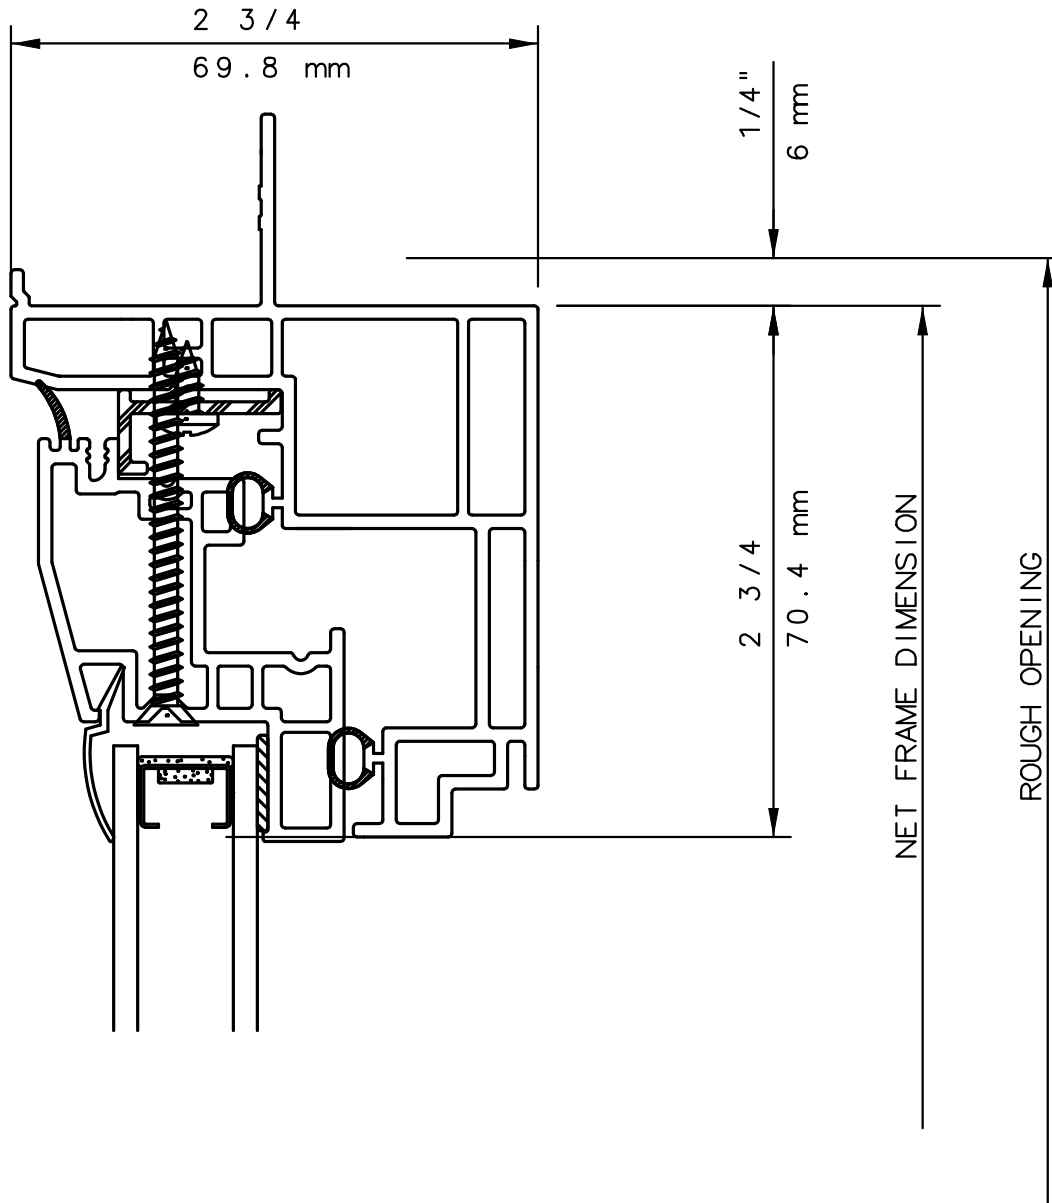 2 3/4
69.8 mm
1/4"
6 mm
2 3/4
70.4 mm
NET FRAME DIMENSION
ROUGH OPENING